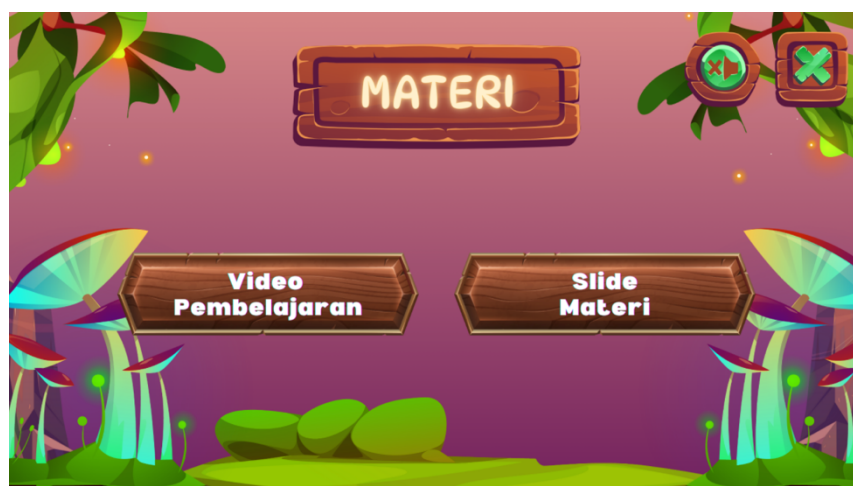 MATERI
Video
Pembelajaran
Slide
Materi